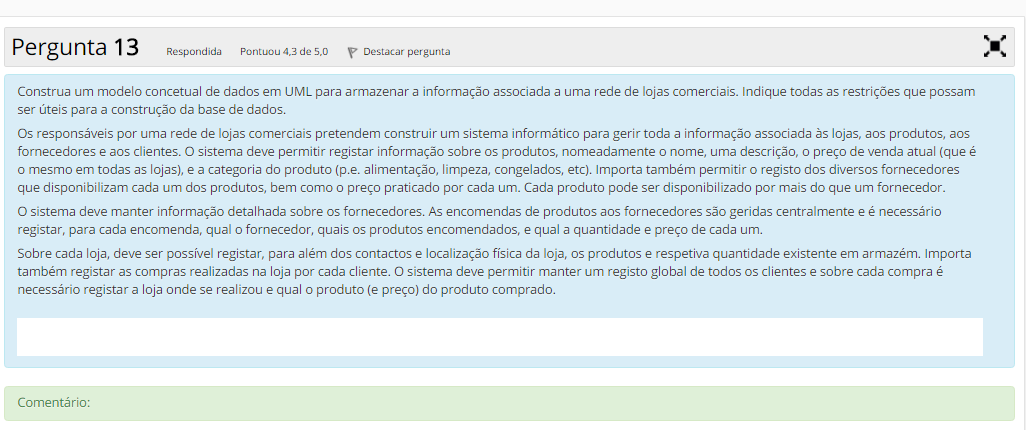 Pergunta 13 Respondida Pontuou 4,3 de 5,0 Destacar pergunta
Construa um modelo concetual de dados em UML para armazenar a informação associada a uma rede de lojas comerciais. Indique todas as restrições que possam
ser úteis para a construção da base de dados.
Os responsáveis por uma rede de lojas comerciais pretendem construir um sistema informático para gerir toda a informação associada às lojas, aos produtos, aos
fornecedores e aos clientes. O sistema deve permitir registar informação sobre os produtos, nomeadamente o nome, uma descrição, o preço de venda atual (que é
o mesmo em todas as lojas), e a categoria do produto (p.e. alimentação, limpeza, congelados, etc). Importa também permitir o registo dos diversos fornecedores
que disponibilizam cada um dos produtos, bem como o preço praticado por cada um. Cada produto pode ser disponibilizado por mais do que um fornecedor.
O sistema deve manter informação detalhada sobre os fornecedores. As encomendas de produtos aos fornecedores são geridas centralmente e é necessário
registar, para cada encomenda, qual o fornecedor, quais os produtos encomendados, e qual a quantidade e preço de cada um.
Sobre cada loja, deve ser possível registar, para além dos contactos e localização física da loja, os produtos e respetiva quantidade existente em armazém. Importa
também registar as compras realizadas na loja por cada cliente. O sistema deve permitir manter um registo global de todos os clientes e sobre cada compra é
necessário registar a loja onde se realizou e qual o produto (e preço) do produto comprado.
Comentário: